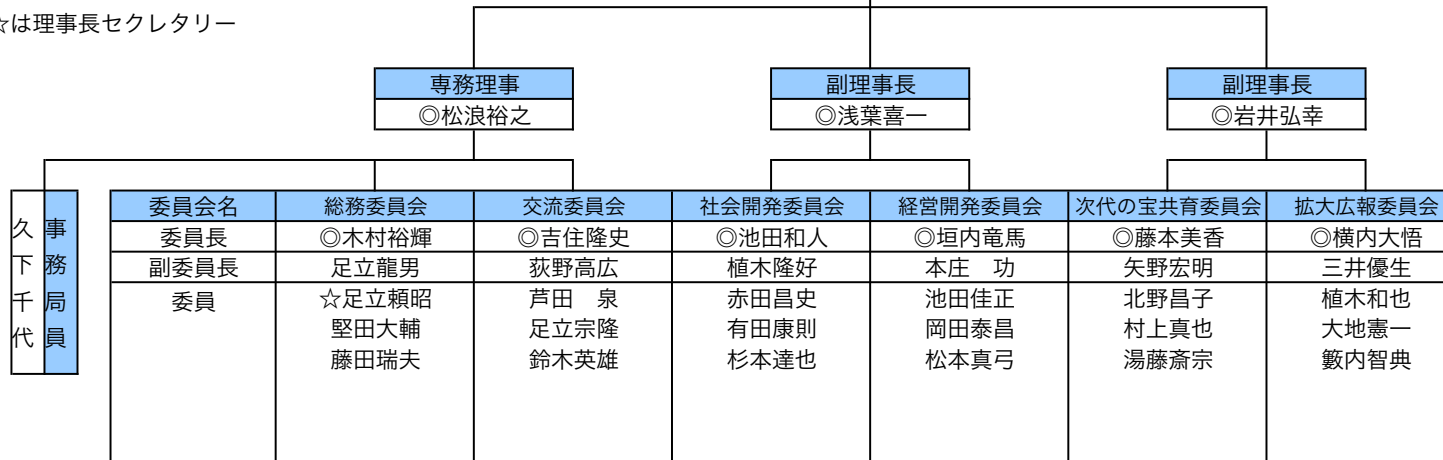 ☆は理事長セクレタリー
専務理事 副理事長 副理事長
◎松浪裕之 ◎浅葉喜一 ◎岩井弘幸
事務局員
久下千代
委員会名 総務委員会 交流委員会 社会開発委員会 経営開発委員会 次代の宝共育委員会 拡大広報委員会
委員長 ◎木村裕輝 ◎吉住隆史 ◎池田和人 ◎垣内竜馬 ◎藤本美香 ◎横内大悟
副委員長 足立龍男 荻野高広 植木隆好 本庄　功 矢野宏明 三井優生
委員 ☆足立頼昭 芦田　泉 赤田昌史 池田佳正 北野昌子 植木和也
堅田大輔 足立宗隆 有田康則 岡田泰昌 村上真也 大地憲一
藤田瑞夫 鈴木英雄 杉本達也 松本真弓 湯藤斎宗 籔内智典